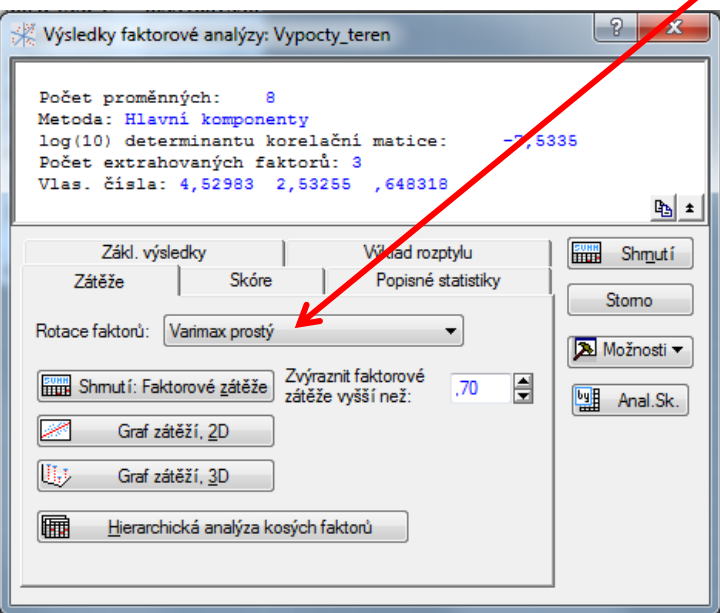 Výsledky faktorové analýzy: Vypocty_teren
Počet proměnných: 8
Metoda: Hlavní komponenty
log(10) determinantu korelační matice: -7,5335
Počet extrahovaných faktorů: 3
Vlas. čísla: 4,52983 2,53255 ,648318
Zákl. výsledky Výklad rozptylu
Zátěže Skóre Popisné statistiky
Rotace faktorů: Varimax prostý
Shrnutí: Faktorové zátěže
Zvýraznit faktorové
zátěže vyšší než: ,70
Graf zátěží, 2D
Graf zátěží, 3D
Hierarchická analýza kosých faktorů
Shrnutí
Storno
Možnosti
Anal.Sk.